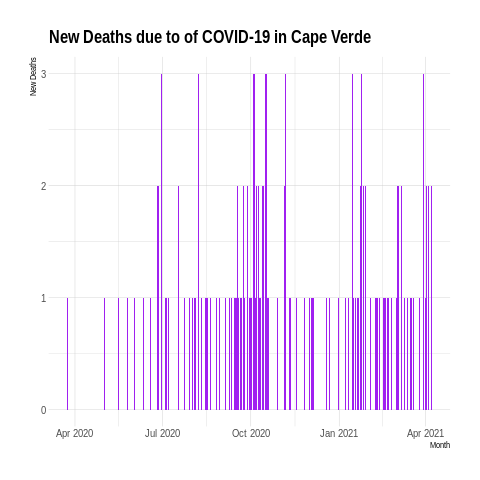 New Deaths due to of COVID-19 in Cape Verde
New Deaths
3
2
1
0
Apr 2020 Jul 2020 Oct 2020 Jan 2021 Apr 2021
Month